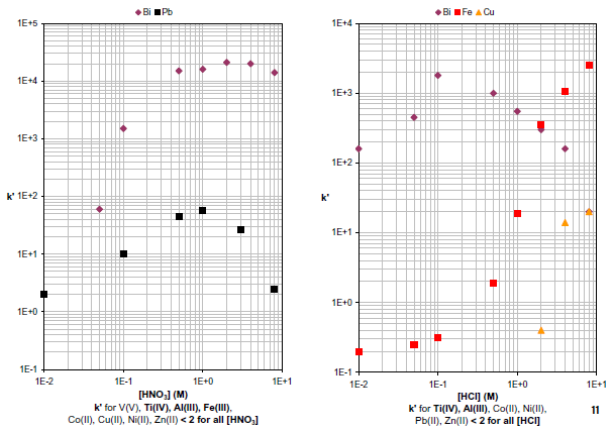 Bi Pb
1E+5
1E+4
1E+3
k'
1E+2
1E+1
1E+0
1E-1
1E-2 1E-1 1E+0 1E+1
[HNO₃] (M)
k' for V(V), Ti(IV), Al(III), Fe(III),
Co(II), Cu(II), Ni(II), Zn(II) < 2 for all [HNO₃]
Bi Fe Cu
1E+4
1E+3
1E+2
k'
1E+1
1E+0
1E-1
1E-2 1E-1 1E+0 1E+1
[HCl] (M)
k' for Ti(IV), Al(III), Co(II), Ni(II),
Pb(II), Zn(II) < 2 for all [HCl]
11